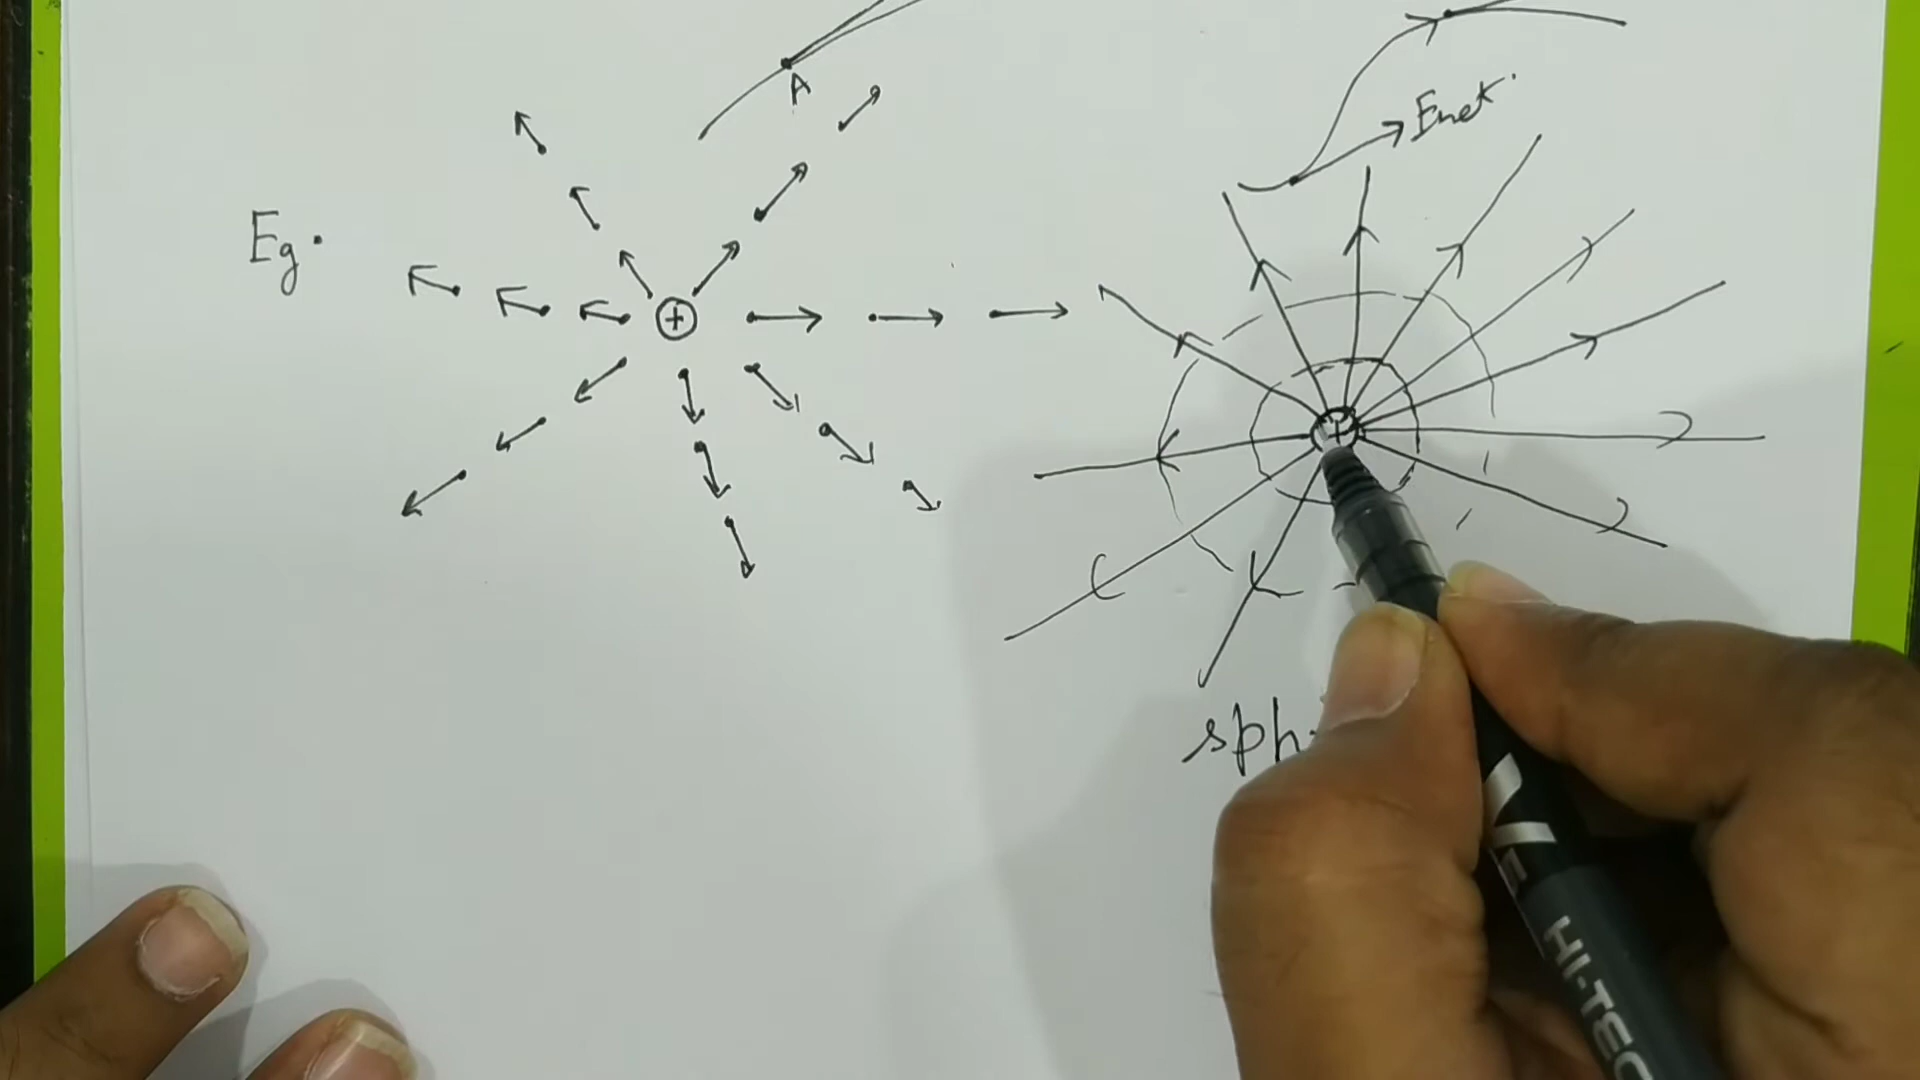 A
Enet
Eg.
+
+
sph
HI-TEC